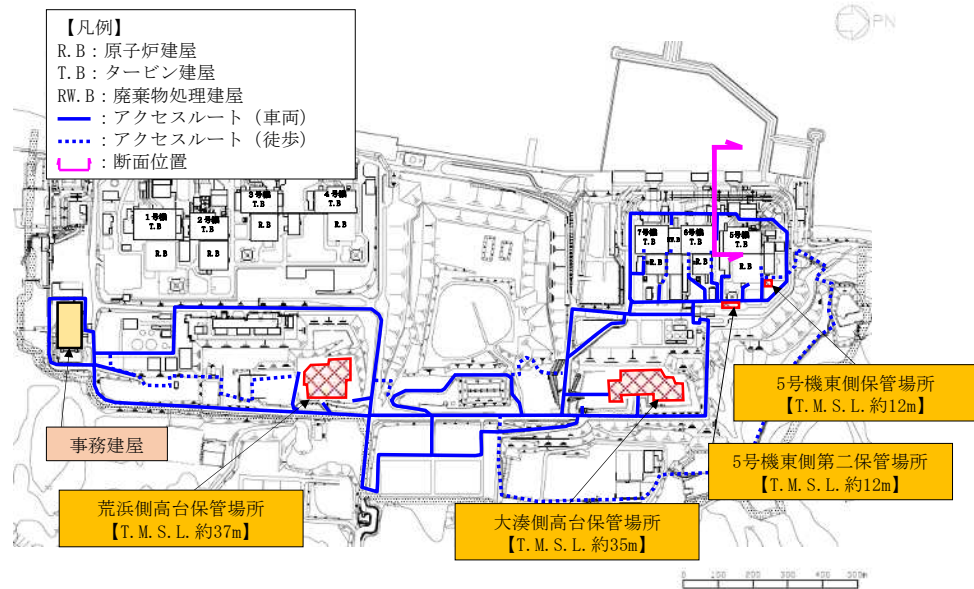 【凡例】
R.B：原子炉建屋
T.B：タービン建屋
RW.B：廃棄物処理建屋
：アクセスルート（車両）
：アクセスルート（徒歩）
：断面位置
PN
1号機
T.B
R.B
2号機
T.B
R.B
3号機
T.B
R.B
4号機
T.B
R.B
7号機
T.B
R.B
RW.B
6号機
T.B
R.B
5号機
T.B
R.B
事務建屋
荒浜側高台保管場所
【T.M.S.L.約37m】
大湊側高台保管場所
【T.M.S.L.約35m】
5号機東側保管場所
【T.M.S.L.約12m】
5号機東側第二保管場所
【T.M.S.L.約12m】
0 100 200 300 400 500m